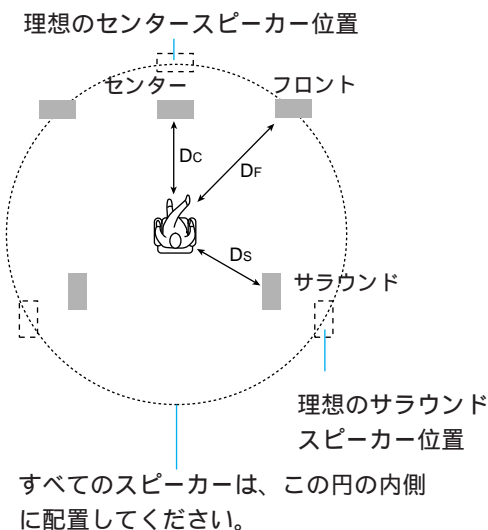 理想のセンタースピーカー位置
センター
フロント
DC
DF
DS
サラウンド
理想のサラウンド
スピーカー位置
すべてのスピーカーは、この円の内側
に配置してください。